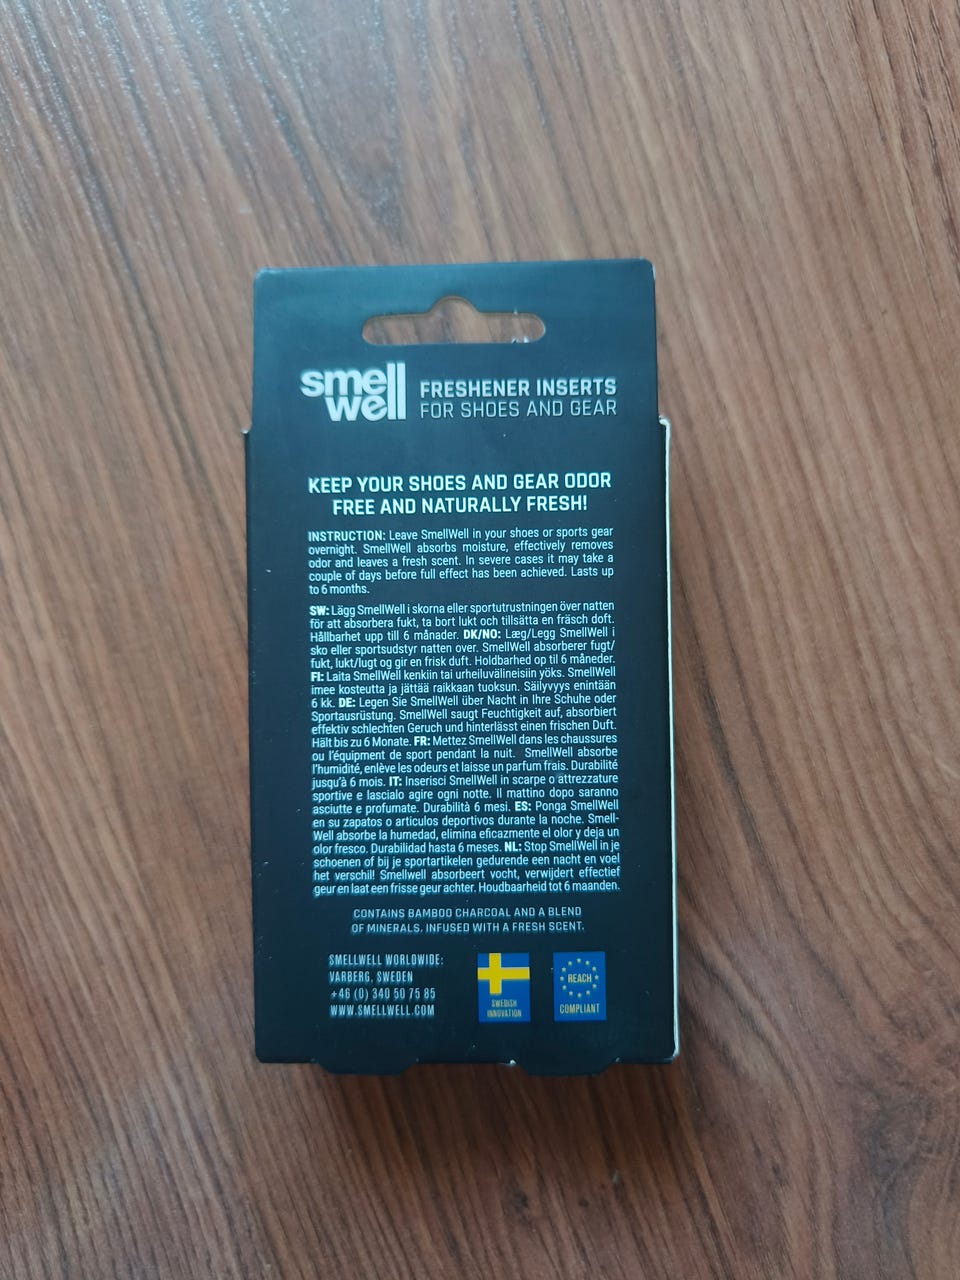 smell
well
FRESHENER INSERTS
FOR SHOES AND GEAR
KEEP YOUR SHOES AND GEAR ODOR
FREE AND NATURALLY FRESH!
INSTRUCTION: Leave SmellWell in your shoes or sports gear
overnight. SmellWell absorbs moisture, effectively removes
odor and leaves a fresh scent. In severe cases it may take a
couple of days before full effect has been achieved. Lasts up
to 6 months.
SW: Lägg SmellWell i skorna eller sportutrustningen över natten
för att absorbera fukt, ta bort lukt och tillsätta en fräsch doft.
Hållbarhet upp till 6 månader. DK/NO: Læg/Legg SmellWell i
sko eller sportsudstyr natten over. SmellWell absorberer fugt/
fukt, lukt/lugt og gir en frisk duft. Holdbarhed op til 6 måneder.
FI: Laita SmellWell kenkiin tai urheiluvälineisiin yöks. SmellWell
imee kosteutta ja jättää raikkaan tuoksun. Säilyvyys enintään
6 kk. DE: Legen Sie SmellWell über Nacht in Ihre Schuhe oder
Sportausrüstung. SmellWell saugt Feuchtigkeit auf, absorbiert
effektiv schlechten Geruch und hinterlässt einen frischen Duft.
Hält bis zu 6 Monate. FR: Mettez SmellWell dans les chaussures
ou l'équipment de sport pendant la nuit. SmellWell absorbe
l'humidité, enlève les odeurs et laisse un parfum frais. Durabilité
jusqu'à 6 mois. IT: Inserisci SmellWell in scarpe o attrezzature
sportive e lascialo agire ogni notte. Il mattino dopo saranno
asciutte e profumate. Durabilità 6 mesi. ES: Ponga SmellWell
en su zapatos o articulos deportivos durante la noche. Smell-
Well absorbe la humedad, elimina eficazmente el olor y deja un
olor fresco. Durabilidad hasta 6 meses. NL: Stop SmellWell in je
schoenen of bij je sportartikelen gedurende een nacht en voel
het verschil! Smellwell absorbeert vocht, verwijdert effectief
geur en laat een frisse geur achter. Houdbaarheid tot 6 maanden.
CONTAINS BAMBOO CHARCOAL AND A BLEND
OF MINERALS, INFUSED WITH A FRESH SCENT.
SMELLWELL WORLDWIDE:
VARBERG, SWEDEN
+46 (0) 340 50 75 85
WWW.SMELLWELL.COM
SWEDISH
INNOVATION
REACH
COMPLIANT